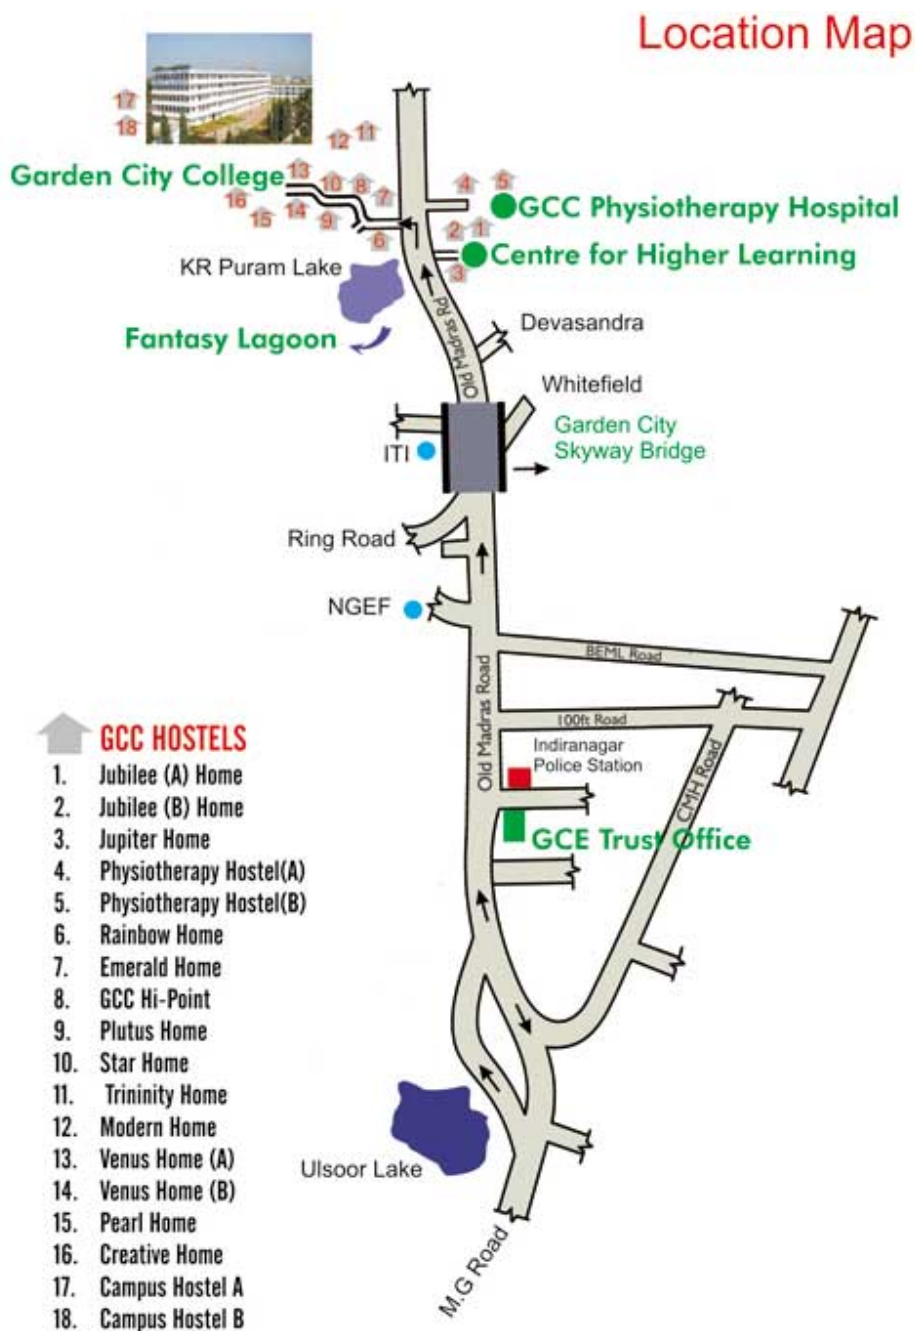 Location Map
17
18
12
11
Garden City College
13
10
8
7
4
5
16
15
14
9
6
GCC Physiotherapy Hospital
2
1
3
Centre for Higher Learning
KR Puram Lake
Fantasy Lagoon
Old Madras Rd
Devasandra
Whitefield
Garden City
Skyway Bridge
ITI
Ring Road
NGEF
BEML Road
Old Madras Road
100ft Road
Indiranagar
Police Station
CMH Road
GCE Trust Office
Ulsoor Lake
M.G Road
GCC HOSTELS
1. Jubilee (A) Home
2. Jubilee (B) Home
3. Jupiter Home
4. Physiotherapy Hostel(A)
5. Physiotherapy Hostel(B)
6. Rainbow Home
7. Emerald Home
8. GCC Hi-Point
9. Plutus Home
10. Star Home
11. Trininity Home
12. Modern Home
13. Venus Home (A)
14. Venus Home (B)
15. Pearl Home
16. Creative Home
17. Campus Hostel A
18. Campus Hostel B